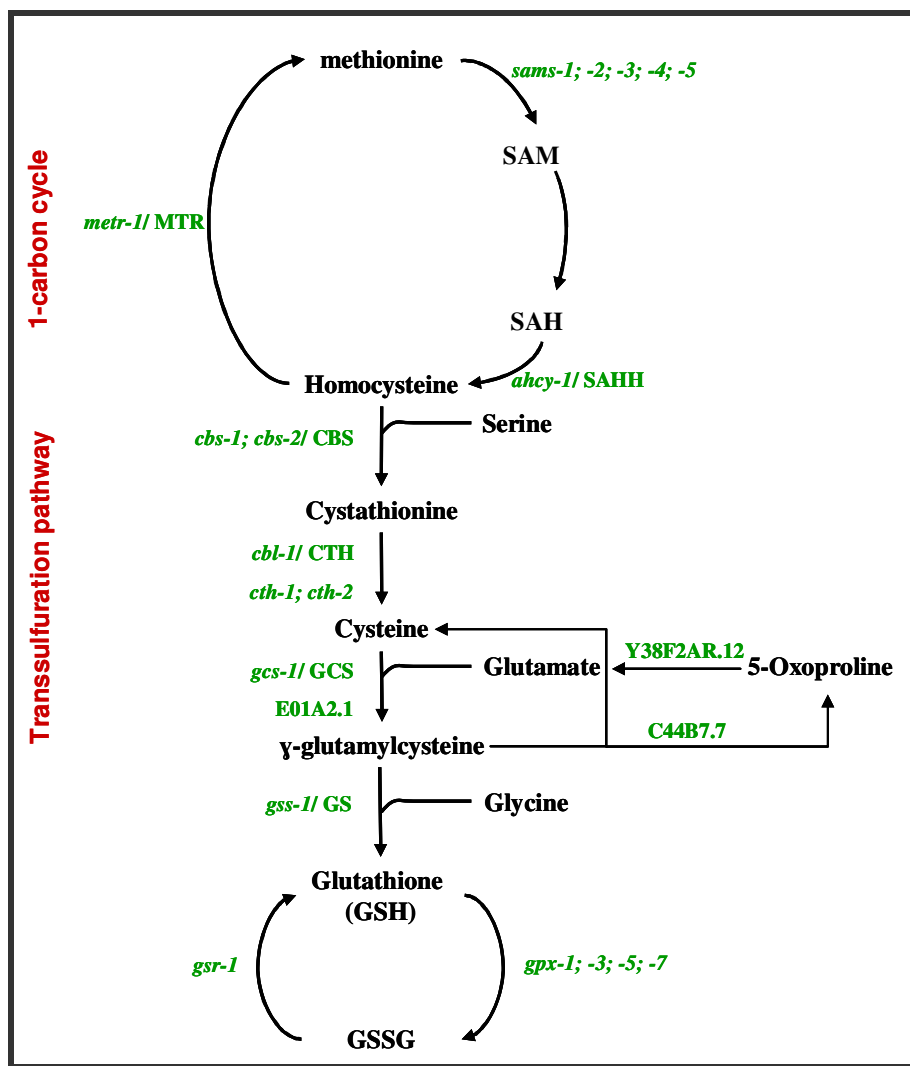 methionine
sams-1; -2; -3; -4; -5
SAM
1-carbon cycle
metr-1/ MTR
SAH
Homocysteine
ahcy-1/ SAHH
Serine
cbs-1; cbs-2/ CBS
Transsulfuration pathway
Cystathionine
cbl-1/ CTH
cth-1; cth-2
Cysteine
gcs-1/ GCS
Glutamate
Y38F2AR.12
5-Oxoproline
E01A2.1
C44B7.7
ɣ-glutamylcysteine
gss-1/ GS
Glycine
Glutathione
(GSH)
gsr-1
gpx-1; -3; -5; -7
GSSG